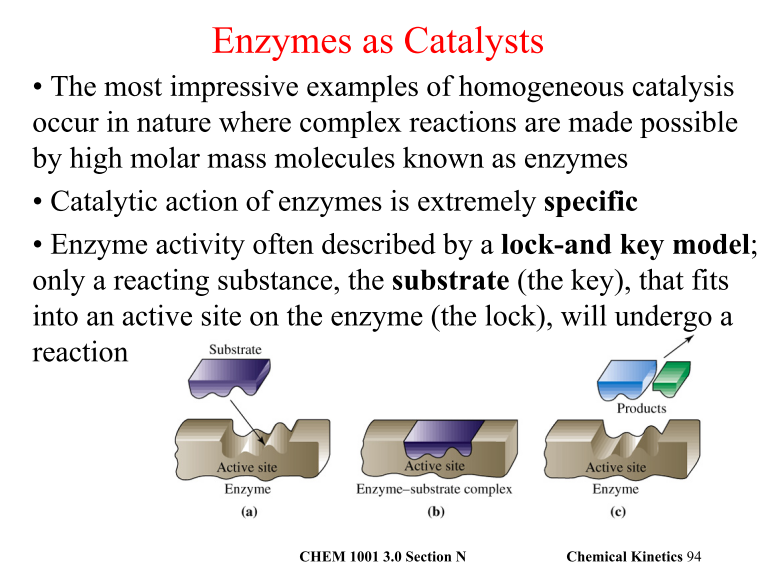 Enzymes as Catalysts
• The most impressive examples of homogeneous catalysis
occur in nature where complex reactions are made possible
by high molar mass molecules known as enzymes
• Catalytic action of enzymes is extremely specific
• Enzyme activity often described by a lock-and key model;
only a reacting substance, the substrate (the key), that fits
into an active site on the enzyme (the lock), will undergo a
reaction
Substrate
Active site
Enzyme
(a)
Active site
Enzyme–substrate complex
(b)
Products
Active site
Enzyme
(c)
CHEM 1001 3.0 Section N
Chemical Kinetics 94